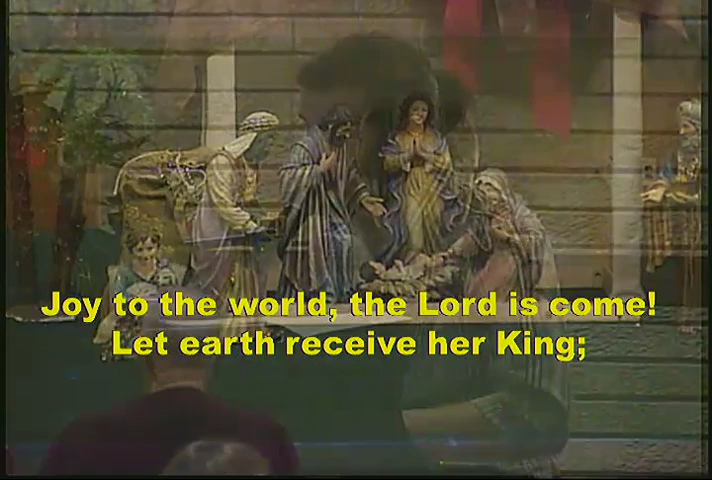 Joy to the world, the Lord is come!
Let earth receive her King;